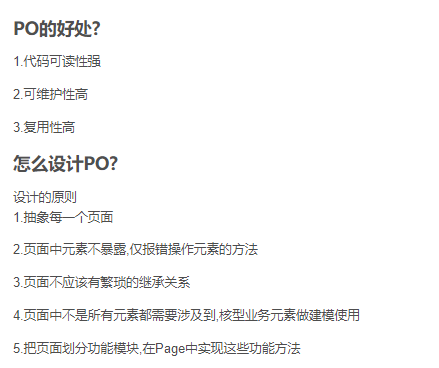 PO的好处?
1.代码可读性强
2.可维护性高
3.复用性高
怎么设计PO?
设计的原则
1.抽象每一个页面
2.页面中元素不暴露,仅报错操作元素的方法
3.页面不应该有繁琐的继承关系
4.页面中不是所有元素都需要涉及到,核型业务元素做建模使用
5.把页面划分功能模块,在Page中实现这些功能方法